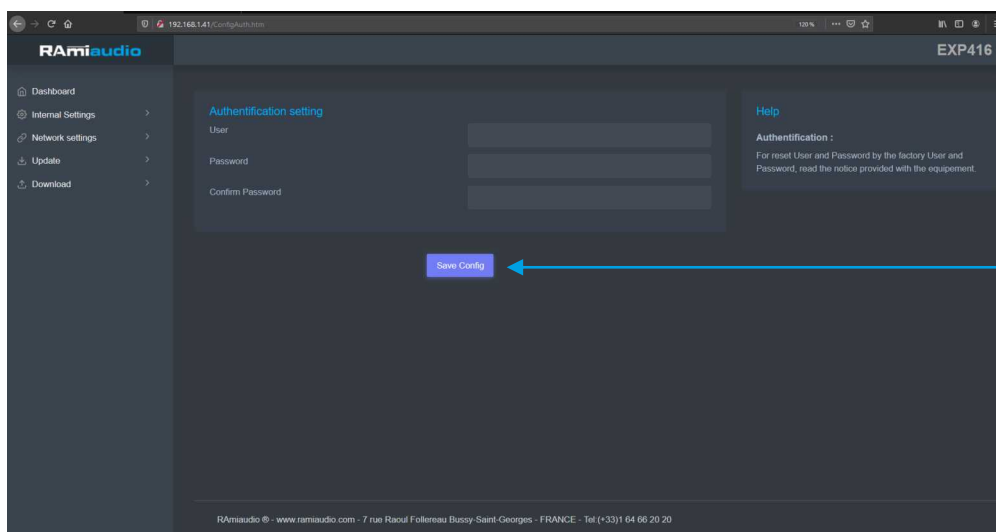 192.168.1.41/ConfigAuth.htm
120 %
RAmiaudio
EXP416
Dashboard
Internal Settings
Network settings
Update
Download
Authentification setting
User
Password
Confirm Password
Save Config
Help
Authentification :
For reset User and Password by the factory User and
Password, read the notice provided with the equipement.
RAmiaudio ® - www.ramiaudio.com - 7 rue Raoul Follereau Bussy-Saint-Georges - FRANCE - Tel:(+33)1 64 66 20 20